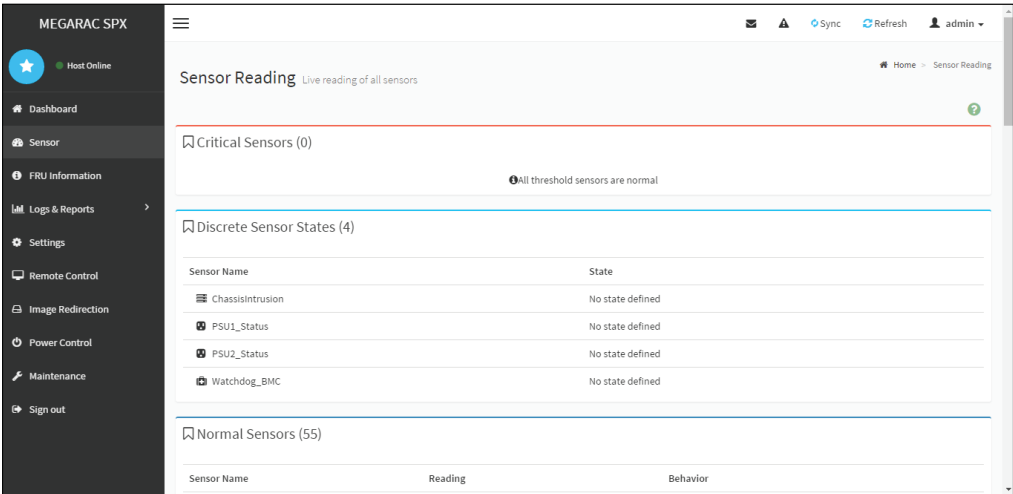 MEGARAC SPX
Host Online
Dashboard
Sensor
FRU Information
Logs & Reports
Settings
Remote Control
Image Redirection
Power Control
Maintenance
Sign out
Sync Refresh admin
Sensor Reading Live reading of all sensors
Home > Sensor Reading
Critical Sensors (0)
All threshold sensors are normal
Discrete Sensor States (4)
Sensor Name State
ChassisIntrusion No state defined
PSU1_Status No state defined
PSU2_Status No state defined
Watchdog_BMC No state defined
Normal Sensors (55)
Sensor Name Reading Behavior